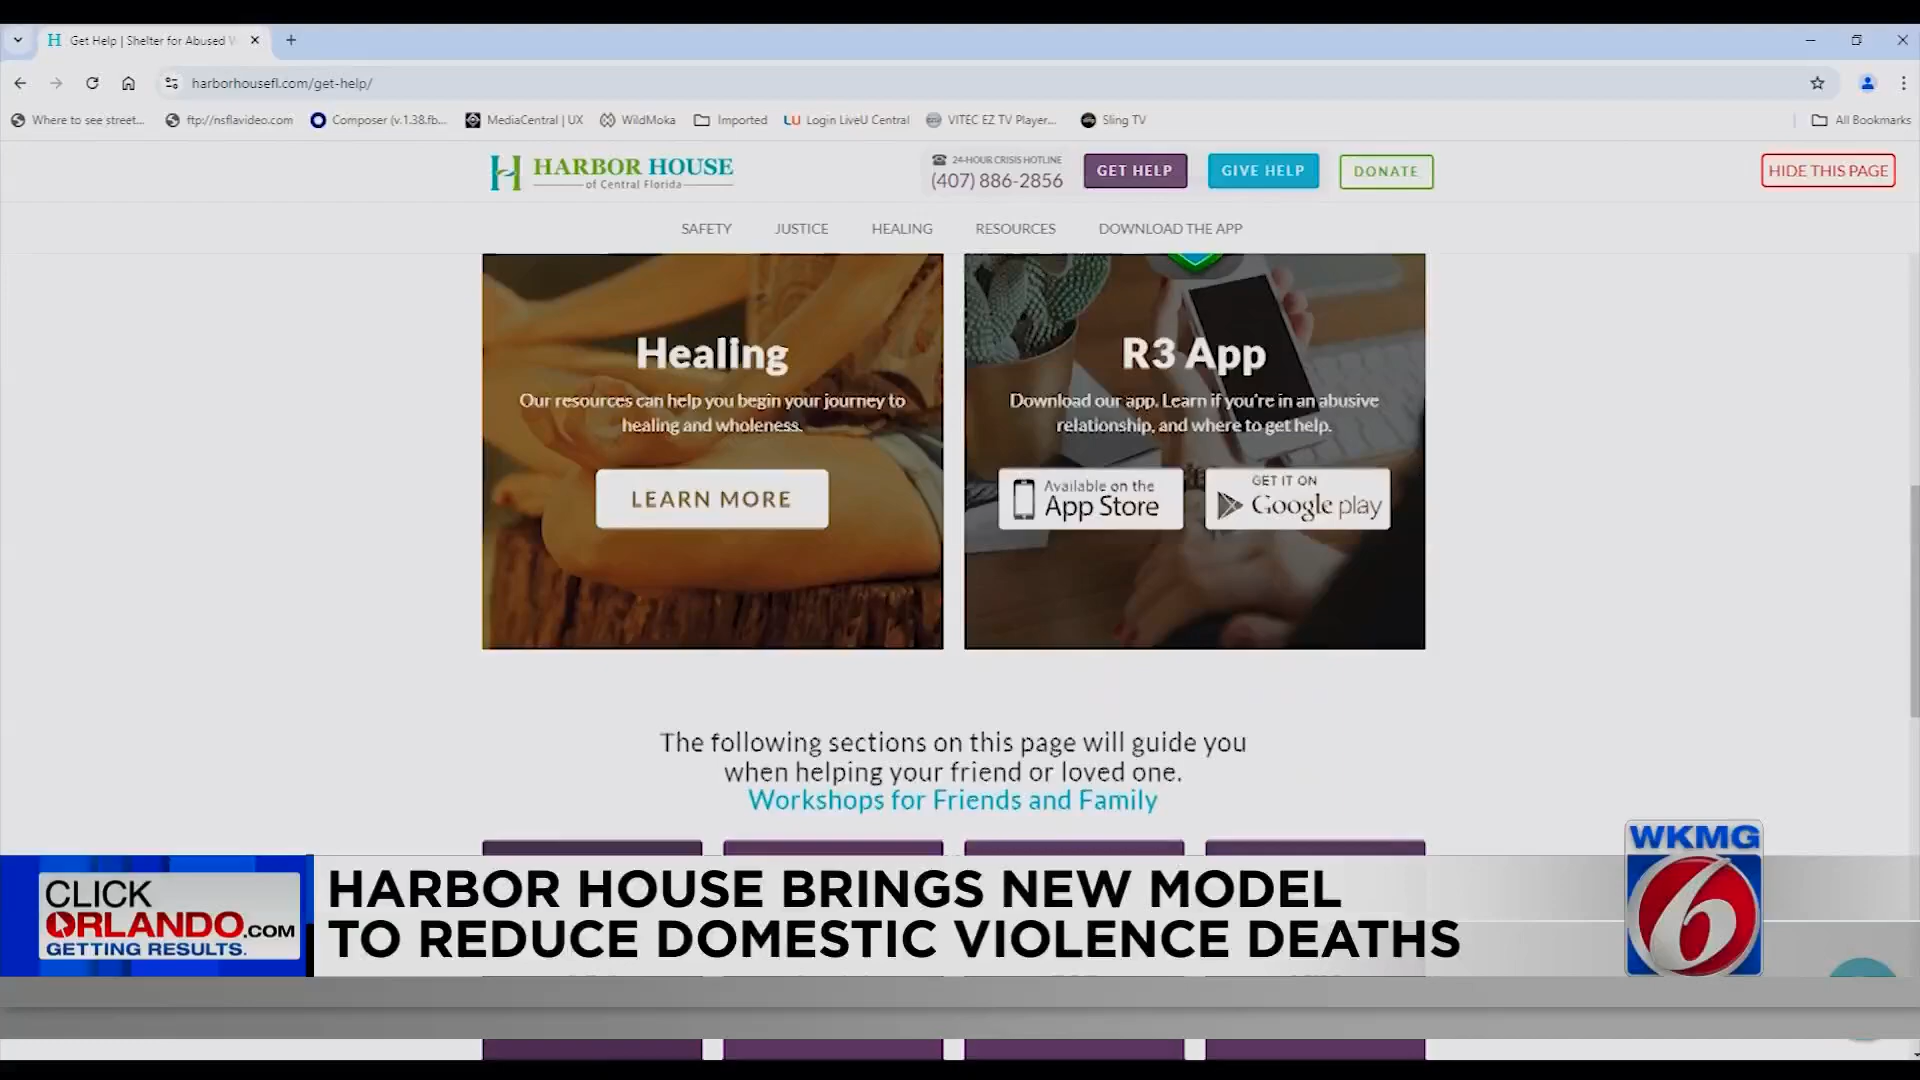 Get Help | Shelter for Abused W
harborhousefl.com/get-help/
Where to see street...
ftp://nsflavideo.com
Composer (v.1.38.fb...
MediaCentral | UX
WildMoka
Imported
LU Login LiveU Central
VITEC EZ TV Player...
Sling TV
All Bookmarks
HARBOR HOUSE
of Central Florida
24-HOUR CRISIS HOTLINE
(407) 886-2856
GET HELP
GIVE HELP
DONATE
HIDE THIS PAGE
SAFETY
JUSTICE
HEALING
RESOURCES
DOWNLOAD THE APP
Healing
Our resources can help you begin your journey to
healing and wholeness.
LEARN MORE
R3 App
Download our app. Learn if you're in an abusive
relationship, and where to get help.
Available on the
App Store
GET IT ON
Google play
The following sections on this page will guide you
when helping your friend or loved one.
Workshops for Friends and Family
CLICK
ORLANDO.COM
GETTING RESULTS.
HARBOR HOUSE BRINGS NEW MODEL
TO REDUCE DOMESTIC VIOLENCE DEATHS
WKMG
6